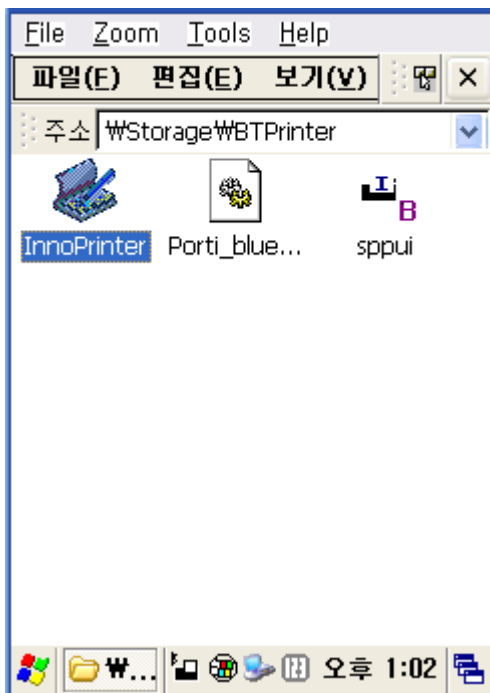 File Zoom Tools Help
파일(F) 편집(E) 보기(V)
주소 ₩Storage₩BTPrinter
InnoPrinter Porti_blue... sppui
₩... 오후 1:02